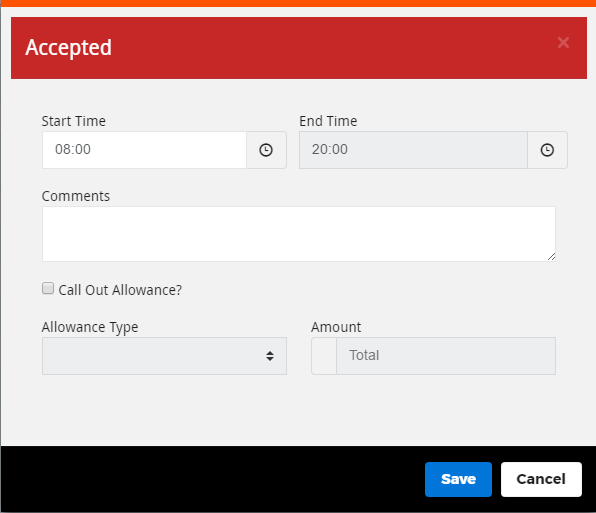 Accepted ×
Start Time End Time
08:00 20:00
Comments
Call Out Allowance?
Allowance Type Amount
Total
Save Cancel